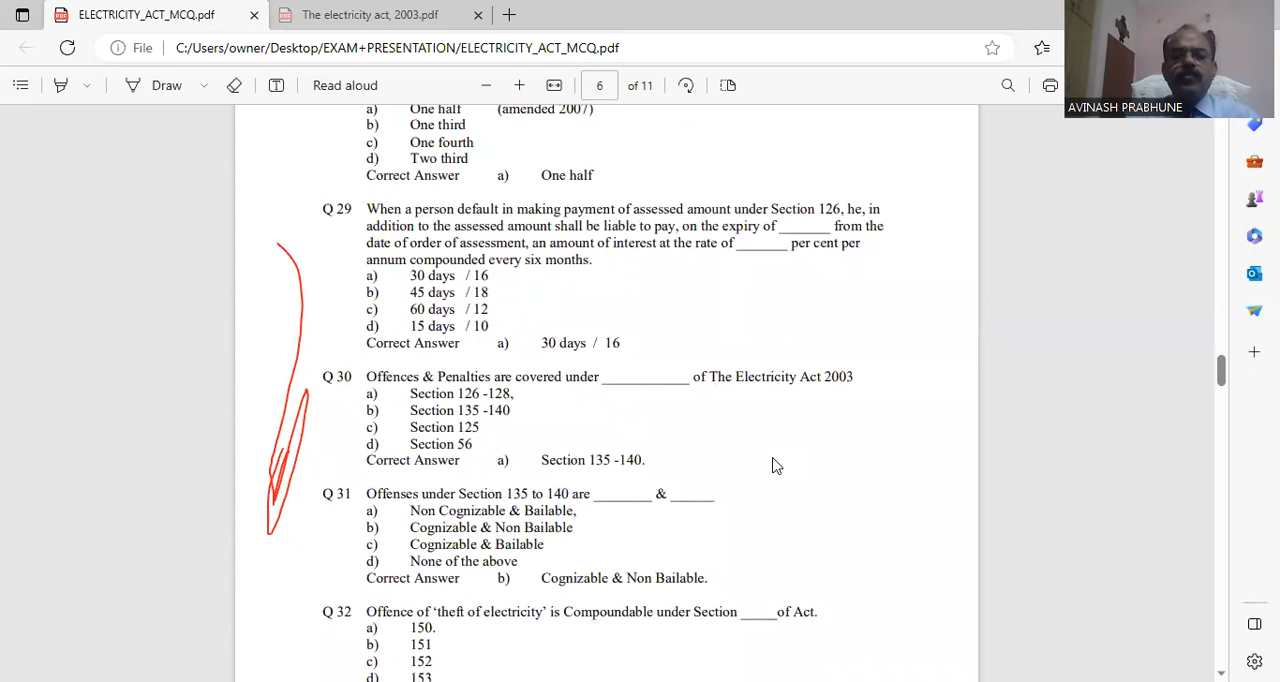 ELECTRICITY_ACT_MCQ.pdf
The electricity act, 2003.pdf
File
C:/Users/owner/Desktop/EXAM+PRESENTATION/ELECTRICITY_ACT_MCQ.pdf
Draw
Read aloud
6 of 11
AVINASH PRABHUNE
a) One half (amended 2007)
b) One third
c) One fourth
d) Two third
Correct Answer a) One half
Q 29 When a person default in making payment of assessed amount under Section 126, he, in
addition to the assessed amount shall be liable to pay, on the expiry of _______ from the
date of order of assessment, an amount of interest at the rate of _______ per cent per
annum compounded every six months.
a) 30 days / 16
b) 45 days / 18
c) 60 days / 12
d) 15 days / 10
Correct Answer a) 30 days / 16
Q 30 Offences & Penalties are covered under ____________ of The Electricity Act 2003
a) Section 126 -128,
b) Section 135 -140
c) Section 125
d) Section 56
Correct Answer a) Section 135 -140.
Q 31 Offenses under Section 135 to 140 are ________ & ______
a) Non Cognizable & Bailable,
b) Cognizable & Non Bailable
c) Cognizable & Bailable
d) None of the above
Correct Answer b) Cognizable & Non Bailable.
Q 32 Offence of ‘theft of electricity’ is Compoundable under Section _____of Act.
a) 150.
b) 151
c) 152
d) 153